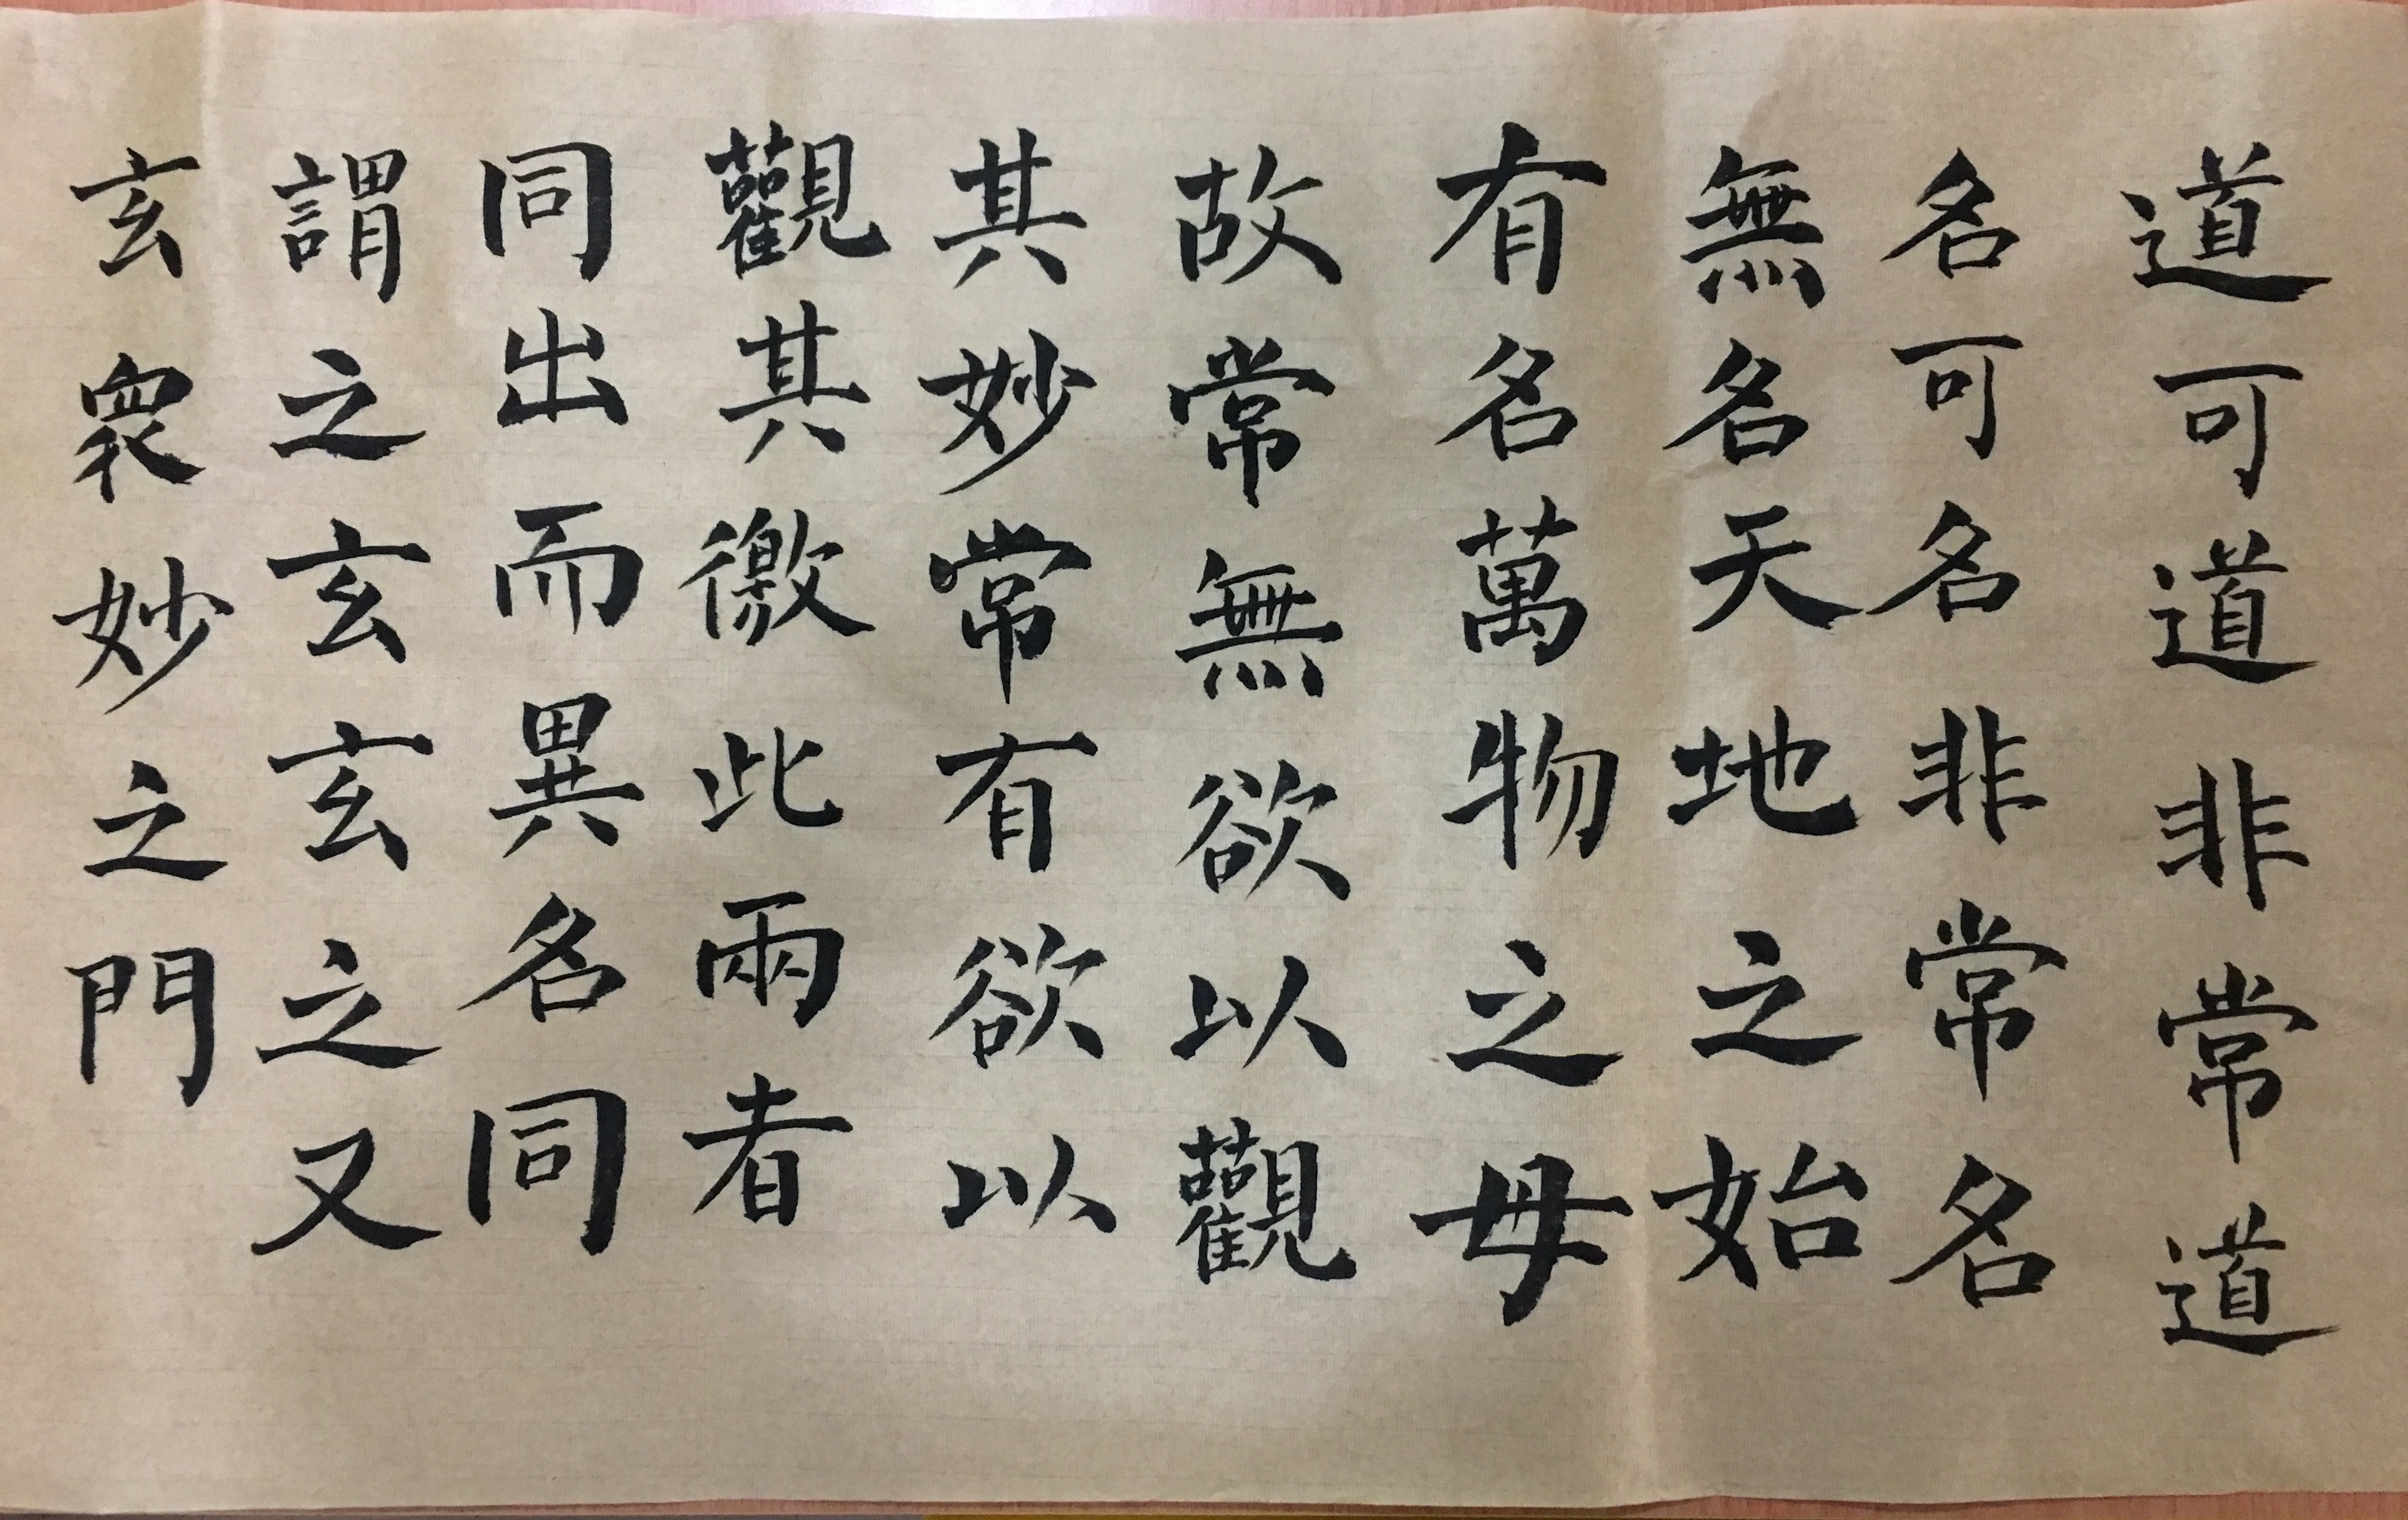 道可道非常道
名可名非常名
無名天地之始
有名萬物之母
故常無欲以觀
其妙常有欲以
觀其徼此兩者
同出而異名同
謂之玄玄之又
玄衆妙之門